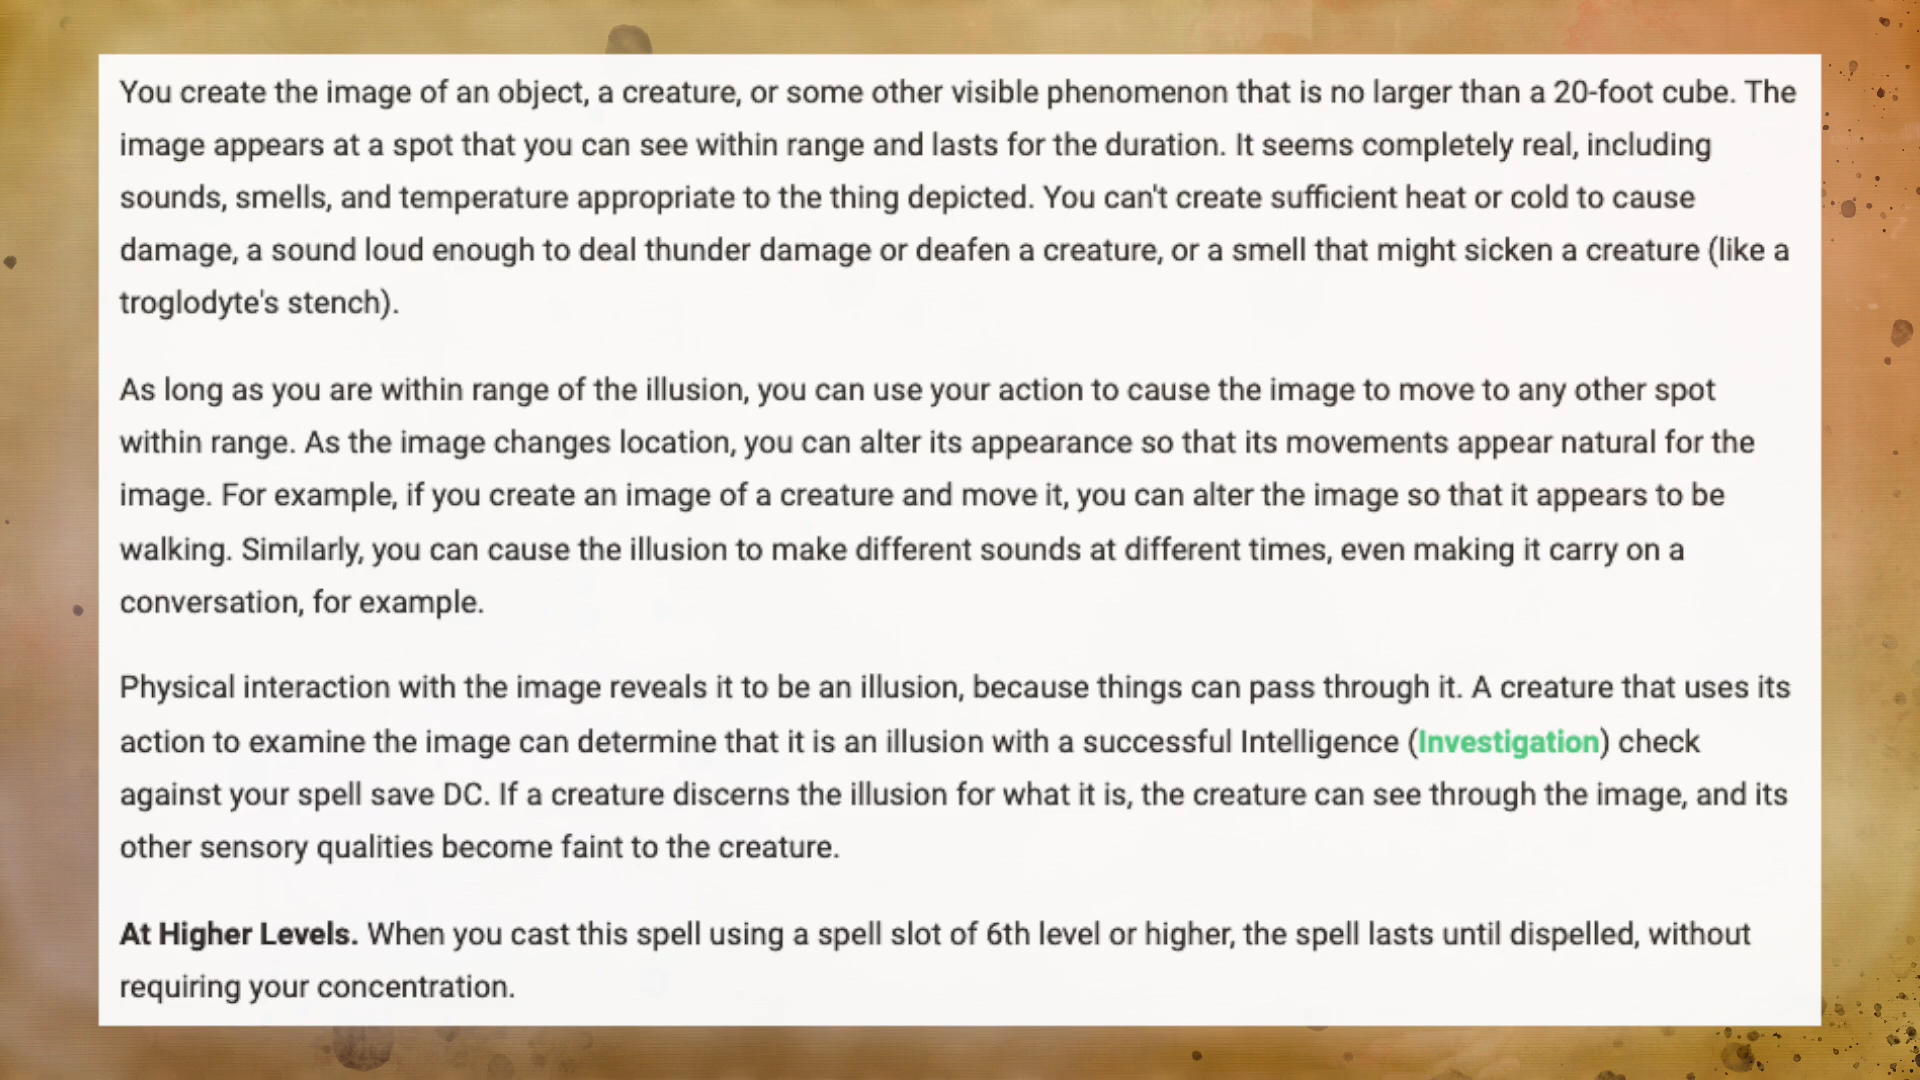 You create the image of an object, a creature, or some other visible phenomenon that is no larger than a 20-foot cube. The
image appears at a spot that you can see within range and lasts for the duration. It seems completely real, including
sounds, smells, and temperature appropriate to the thing depicted. You can't create sufficient heat or cold to cause
damage, a sound loud enough to deal thunder damage or deafen a creature, or a smell that might sicken a creature (like a
troglodyte's stench).
As long as you are within range of the illusion, you can use your action to cause the image to move to any other spot
within range. As the image changes location, you can alter its appearance so that its movements appear natural for the
image. For example, if you create an image of a creature and move it, you can alter the image so that it appears to be
walking. Similarly, you can cause the illusion to make different sounds at different times, even making it carry on a
conversation, for example.
Physical interaction with the image reveals it to be an illusion, because things can pass through it. A creature that uses its
action to examine the image can determine that it is an illusion with a successful Intelligence (Investigation) check
against your spell save DC. If a creature discerns the illusion for what it is, the creature can see through the image, and its
other sensory qualities become faint to the creature.
At Higher Levels. When you cast this spell using a spell slot of 6th level or higher, the spell lasts until dispelled, without
requiring your concentration.